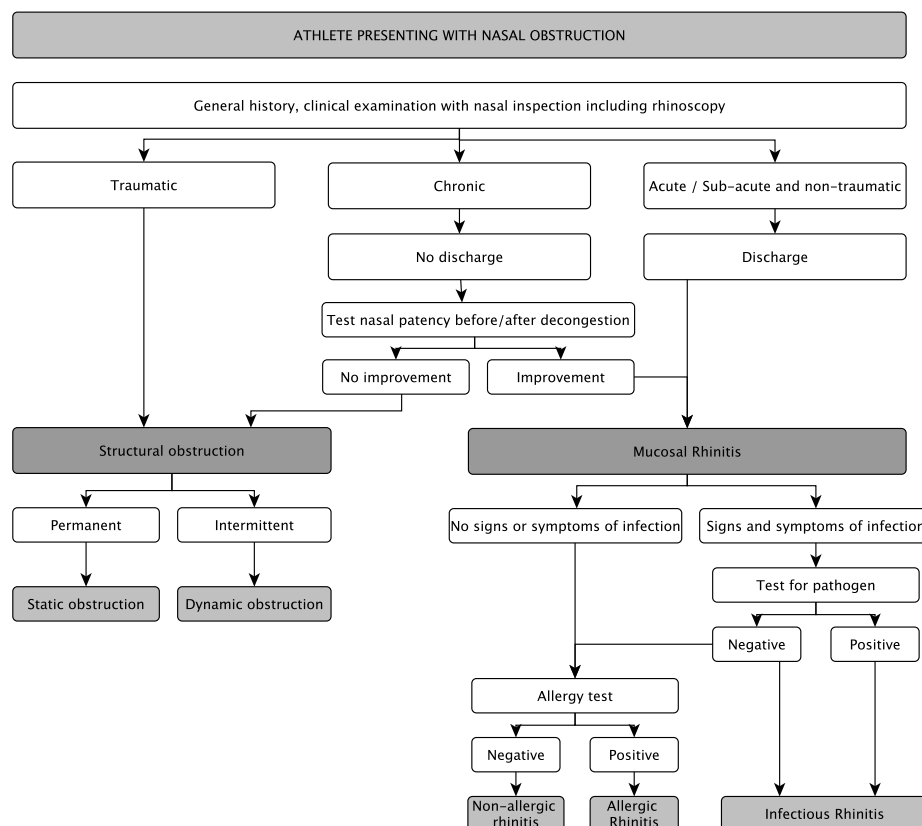 ATHLETE PRESENTING WITH NASAL OBSTRUCTION
General history, clinical examination with nasal inspection including rhinoscopy
Traumatic
Chronic
Acute / Sub-acute and non-traumatic
No discharge
Discharge
Test nasal patency before/after decongestion
No improvement
Improvement
Structural obstruction
Mucosal Rhinitis
Permanent
Intermittent
No signs or symptoms of infection
Signs and symptoms of infection
Static obstruction
Dynamic obstruction
Test for pathogen
Negative
Positive
Allergy test
Negative
Positive
Non-allergic
rhinitis
Allergic
Rhinitis
Infectious Rhinitis